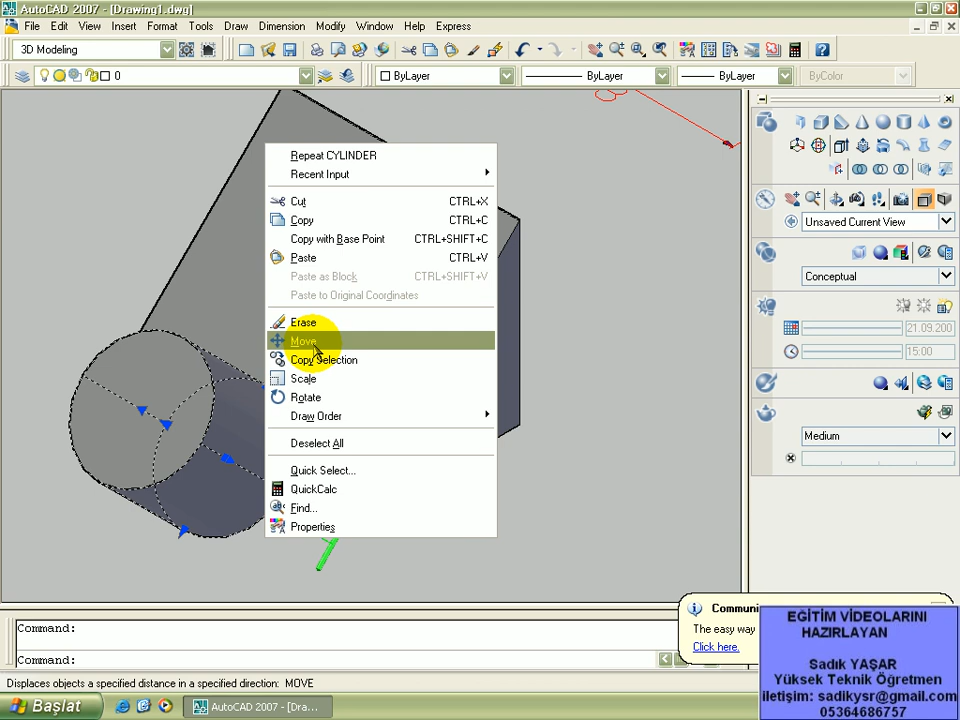 AutoCAD 2007 - [Drawing1.dwg]
File Edit View Insert Format Tools Draw Dimension Modify Window Help Express
3D Modeling
0 ByLayer ByLayer ByLayer ByColor
Repeat CYLINDER
Recent Input
Cut CTRL+X
Copy CTRL+C
Copy with Base Point CTRL+SHIFT+C
Paste CTRL+V
Paste as Block CTRL+SHIFT+V
Paste to Original Coordinates
Erase
Move
Copy Selection
Scale
Rotate
Draw Order
Deselect All
Quick Select...
QuickCalc
Find...
Properties
Unsaved Current View
Conceptual
21.09.200
15:00
Medium
Command:
Command:
Displaces objects a specified distance in a specified direction: MOVE
Communi
The easy way
Click here.
EĞİTİM VİDEOLARINI
HAZIRLAYAN
Sadık YAŞAR
Yüksek Teknik Öğretmen
iletişim: sadikysr@gmail.com
05364686757
Başlat
AutoCAD 2007 - [Dra...